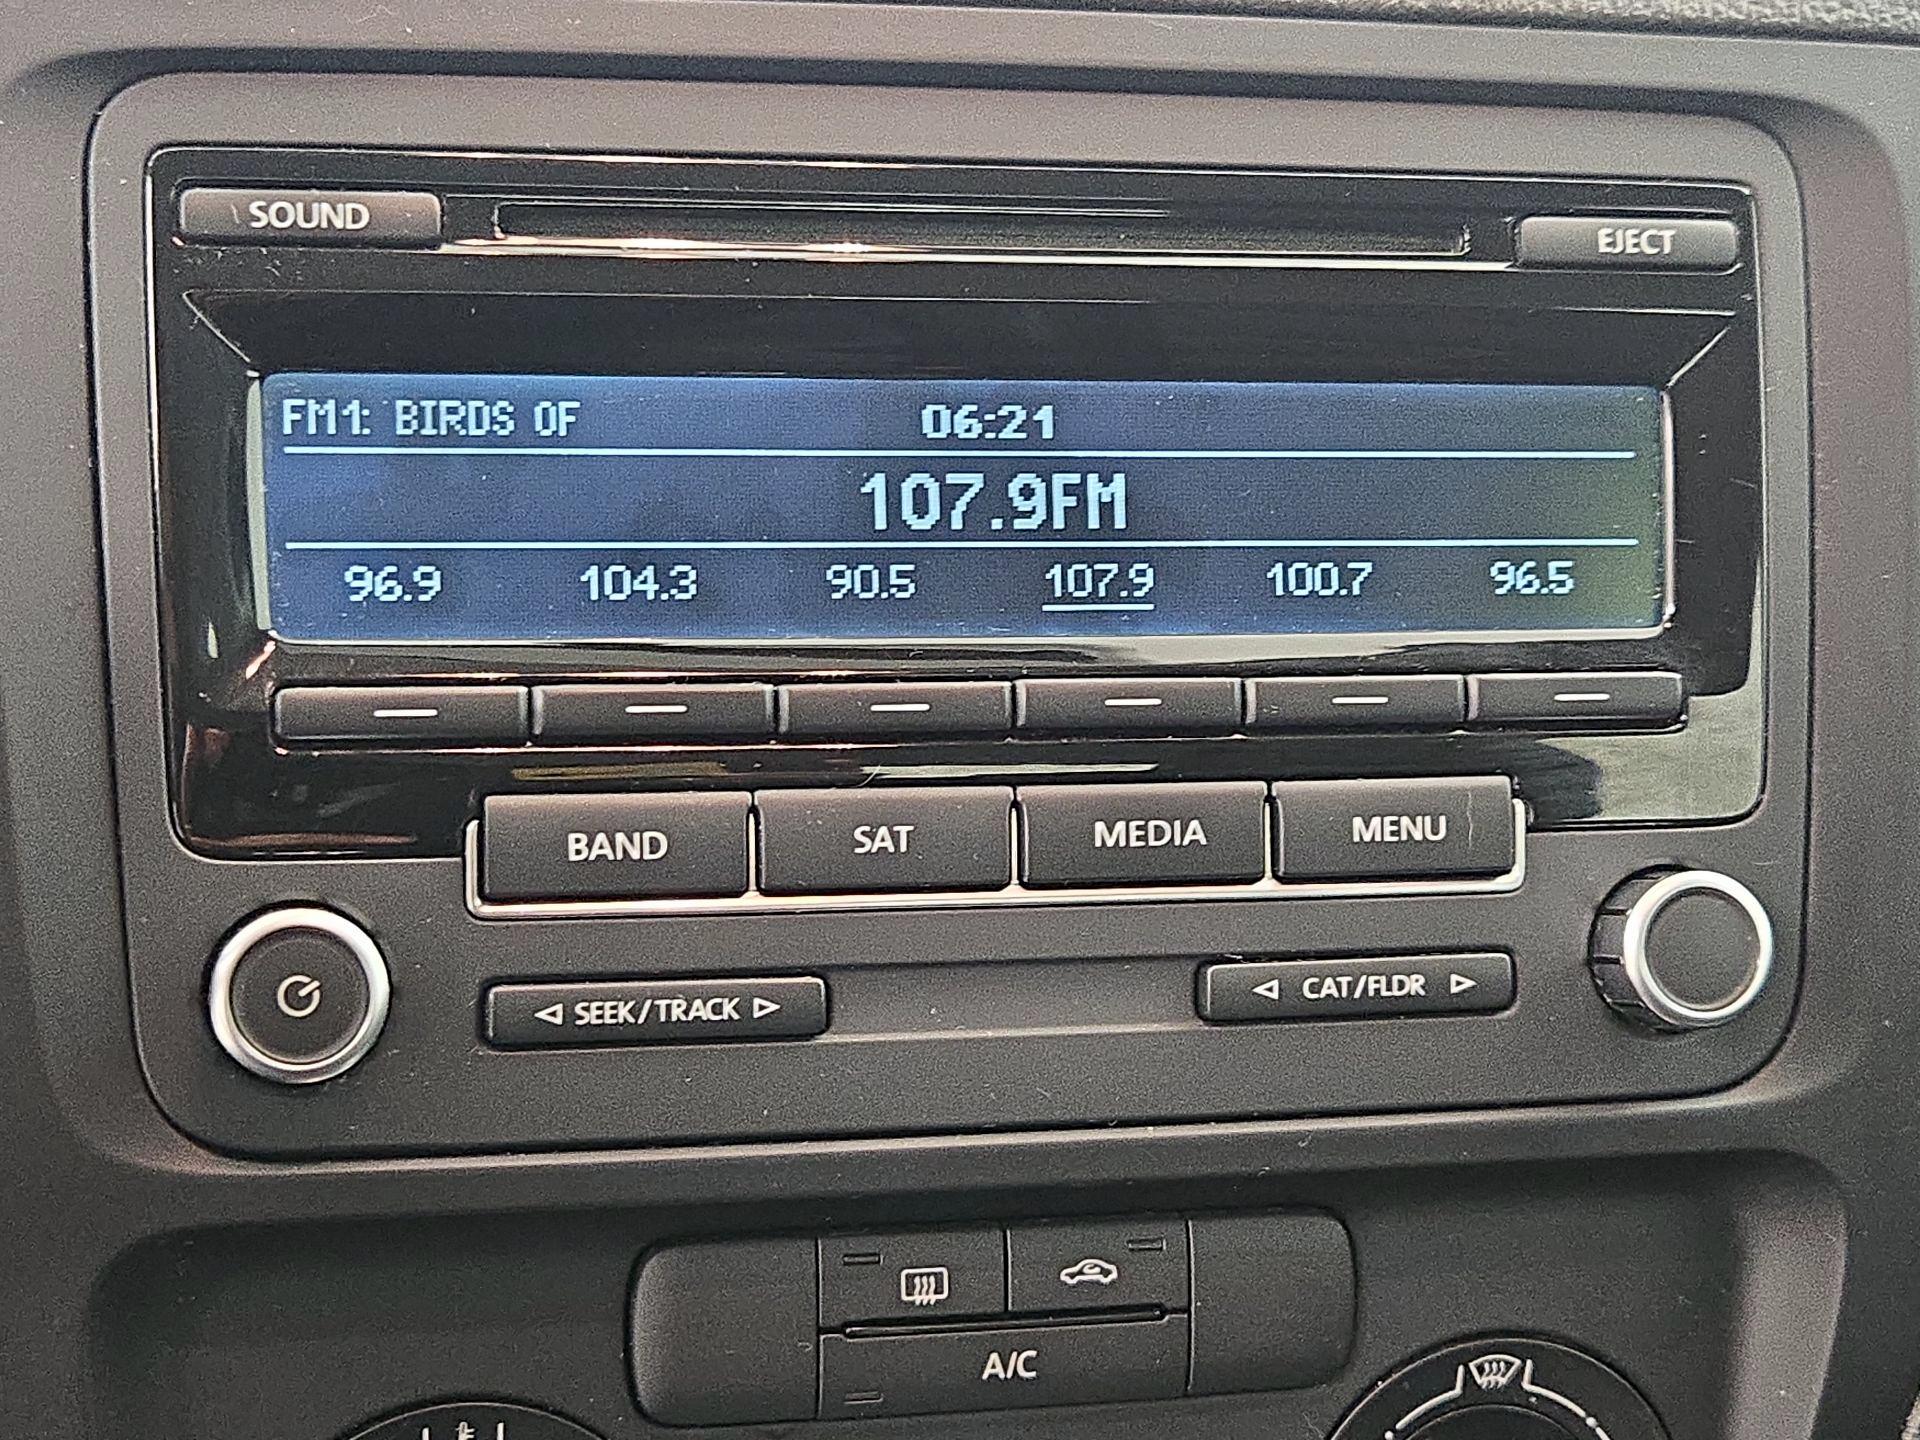 SOUND
EJECT
FM1: BIRDS OF 06:21
107.9FM
96.9 104.3 90.5 107.9 100.7 96.5
BAND SAT MEDIA MENU
SEEK/TRACK
CAT/FLDR
A/C